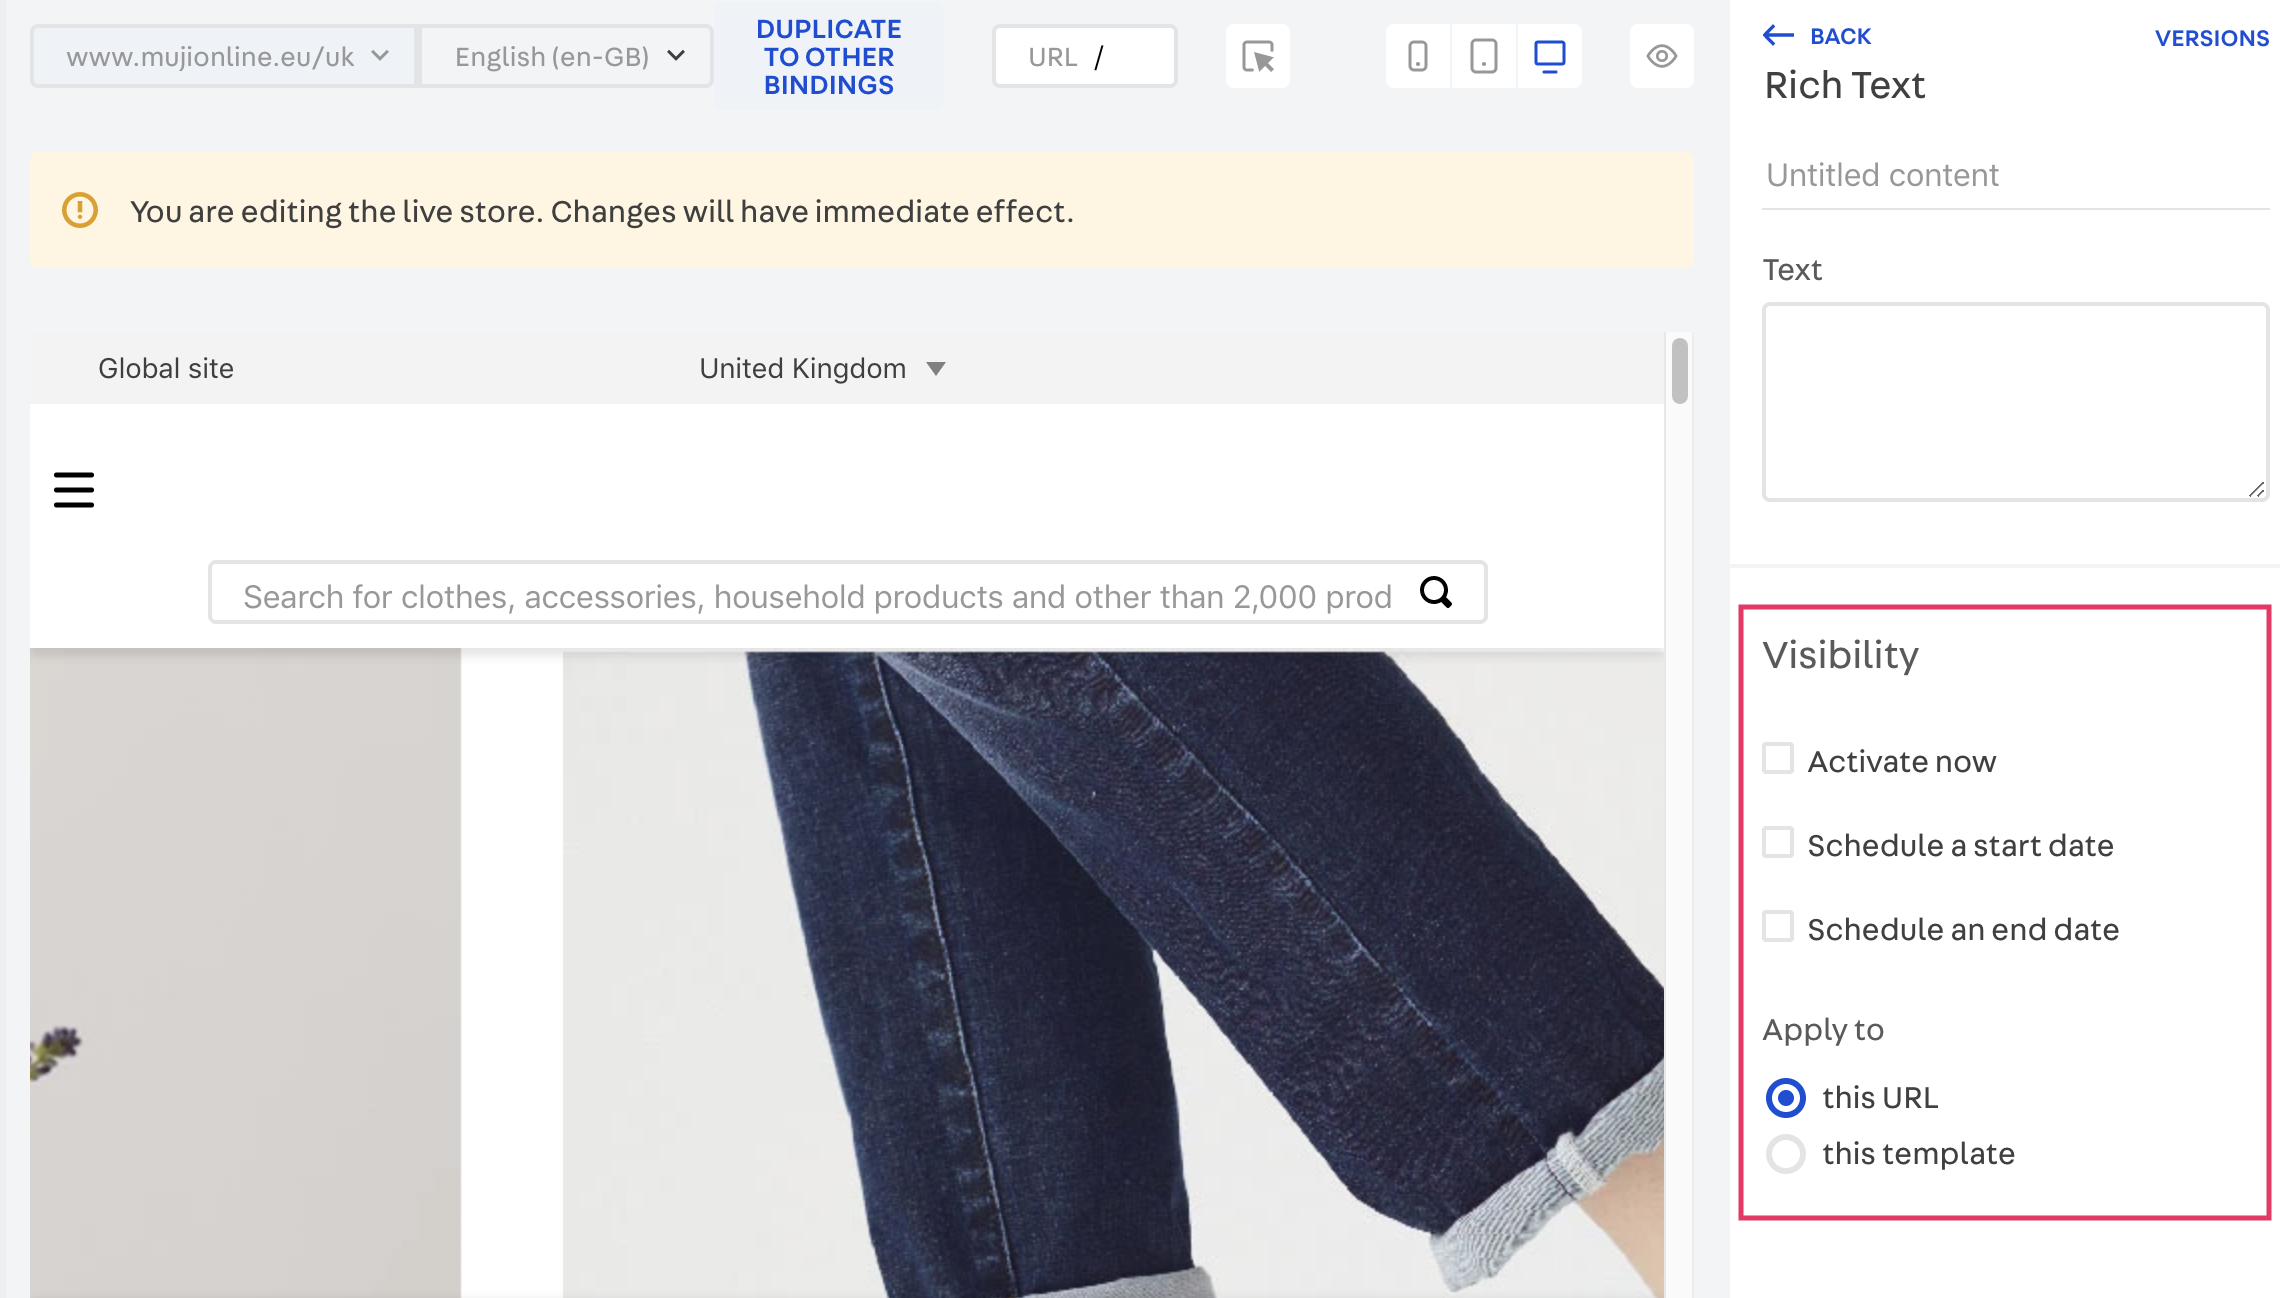 www.mujionline.eu/uk
English (en-GB)
DUPLICATE
TO OTHER
BINDINGS
URL /
You are editing the live store. Changes will have immediate effect.
Global site
United Kingdom
Search for clothes, accessories, household products and other than 2,000 prod
BACK
VERSIONS
Rich Text
Untitled content
Text
Visibility
Activate now
Schedule a start date
Schedule an end date
Apply to
this URL
this template